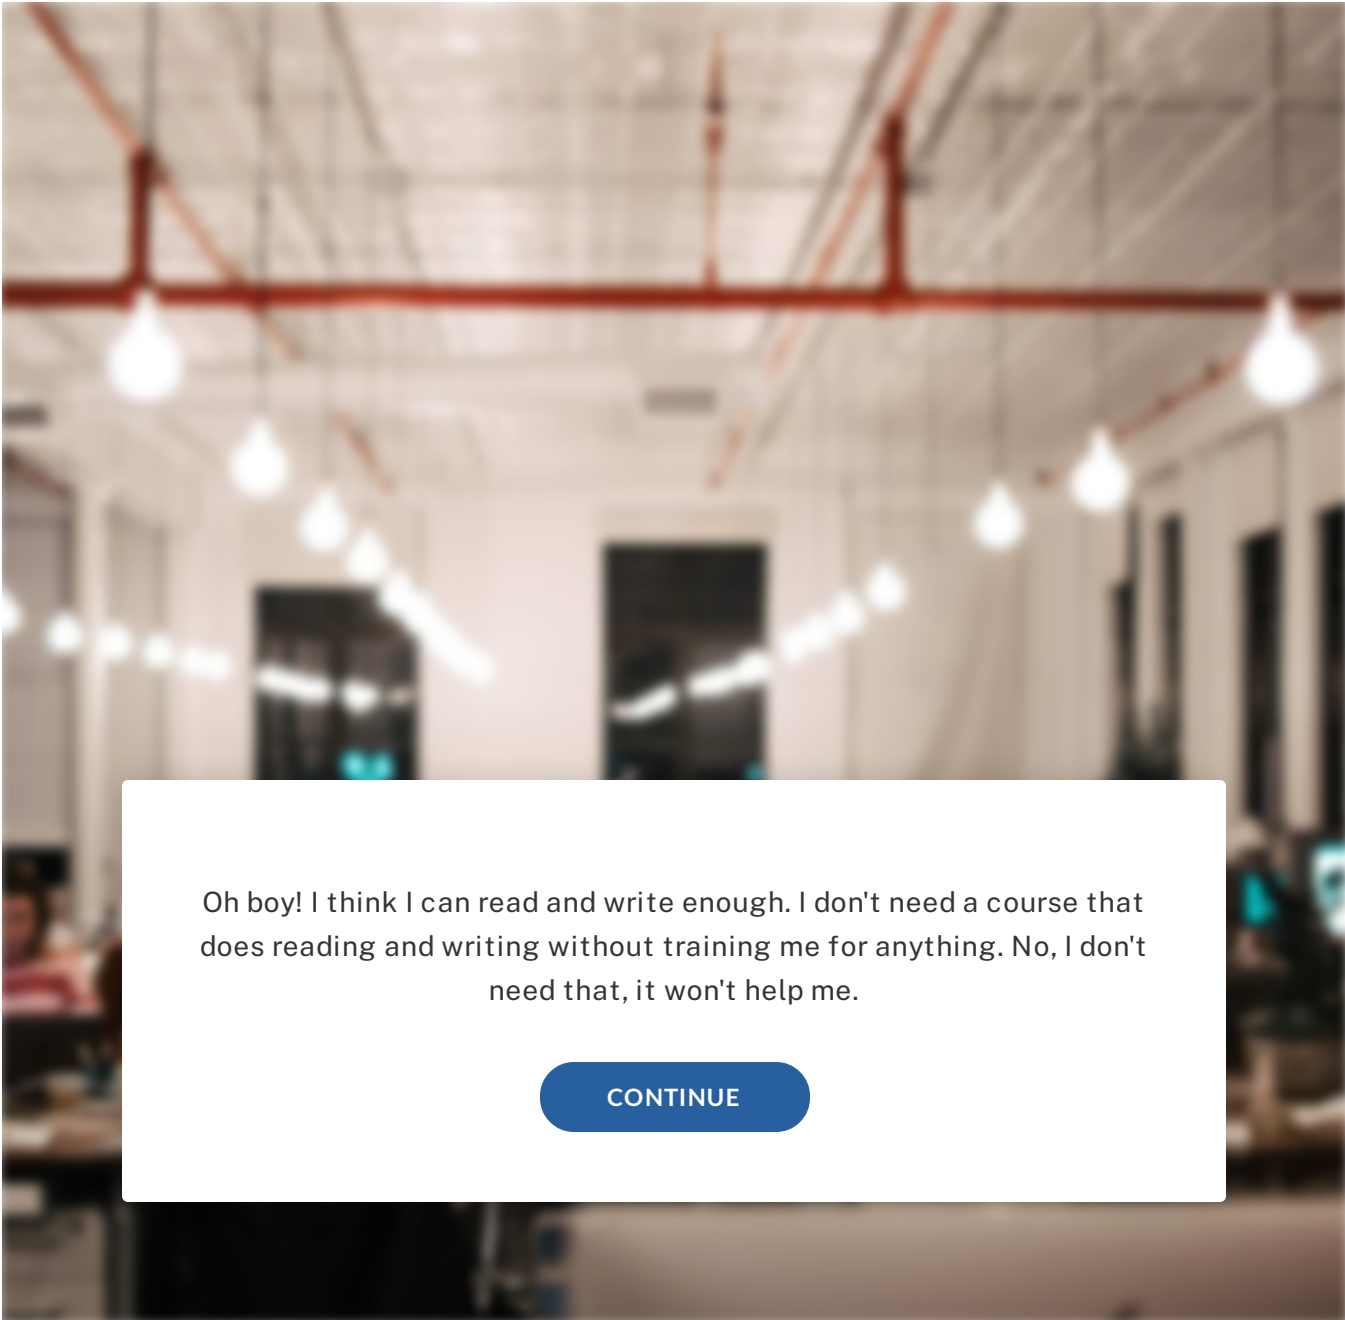 Oh boy! I think I can read and write enough. I don't need a course that
does reading and writing without training me for anything. No, I don't
need that, it won't help me.
CONTINUE